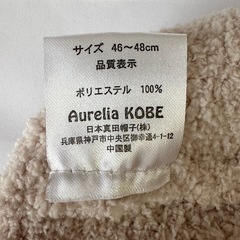 サイズ 46～48cm
品質表示
ポリエステル 100%
Aurelia KOBE
日本真田帽子(株)
兵庫県神戸市中央区御幸通4-1-12
中国製